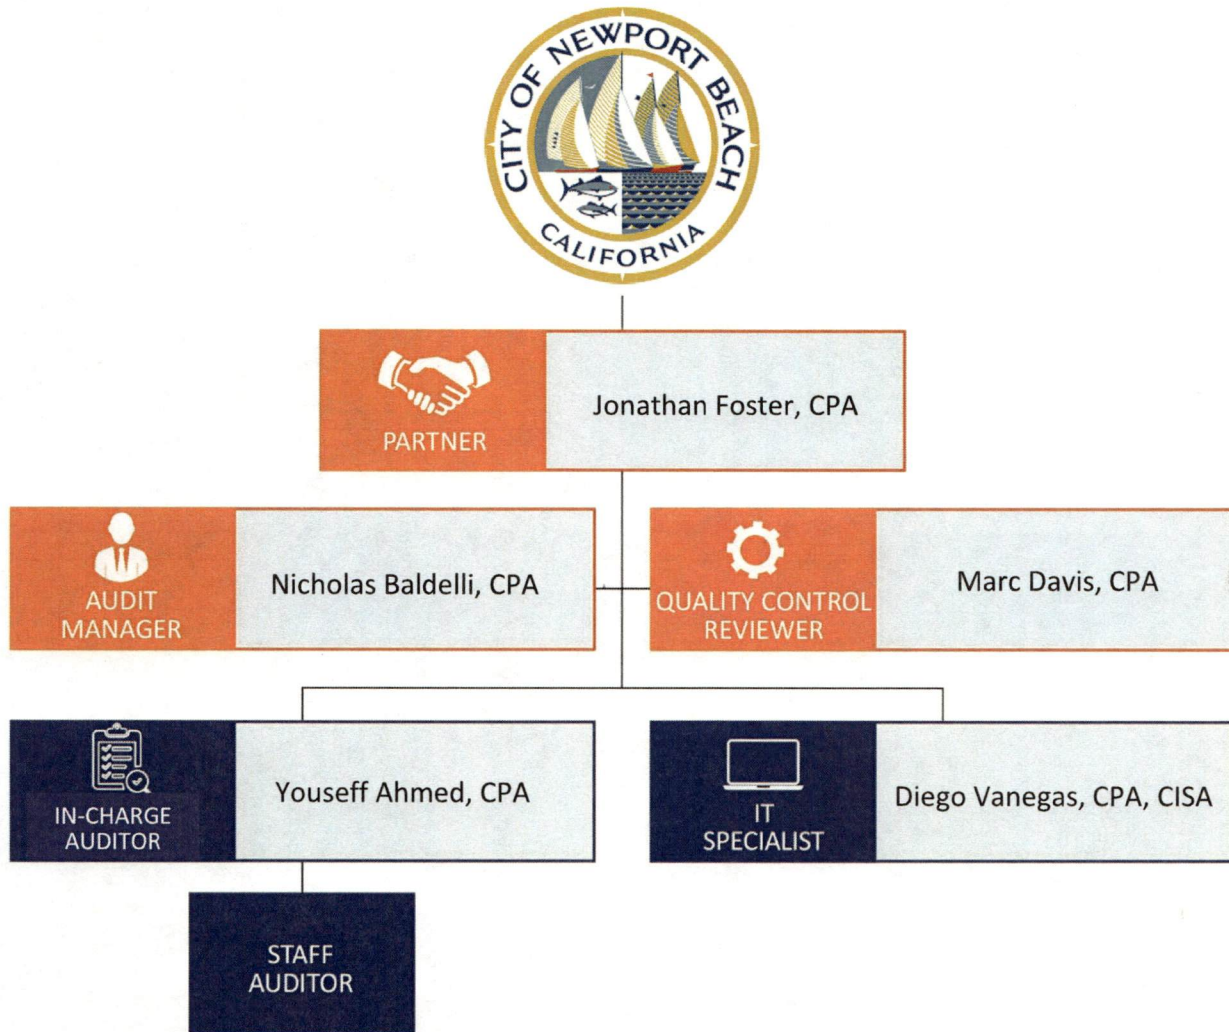 CITY OF NEWPORT BEACH
CALIFORNIA
PARTNER
Jonathan Foster, CPA
AUDIT
MANAGER
Nicholas Baldelli, CPA
QUALITY CONTROL
REVIEWER
Marc Davis, CPA
IN-CHARGE
AUDITOR
Youseff Ahmed, CPA
IT
SPECIALIST
Diego Vanegas, CPA, CISA
STAFF
AUDITOR